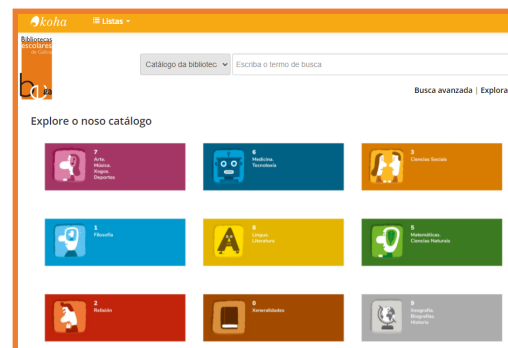 koha
Listas
Bibliotecas
escolares
de Galicia
Catálogo da bibliotec
Escriba o termo de busca
Busca avanzada | Explora
Explore o noso catálogo
7
Arte.
Música.
Xogos.
Deportes
6
Medicina.
Tecnoloxía
3
Ciencias Sociais
1
Filosofía
8
Lingua.
Literatura
5
Matemáticas.
Ciencias Naturais
2
Relixión
0
Xeneralidades
9
Xeografía.
Biografías.
Historia